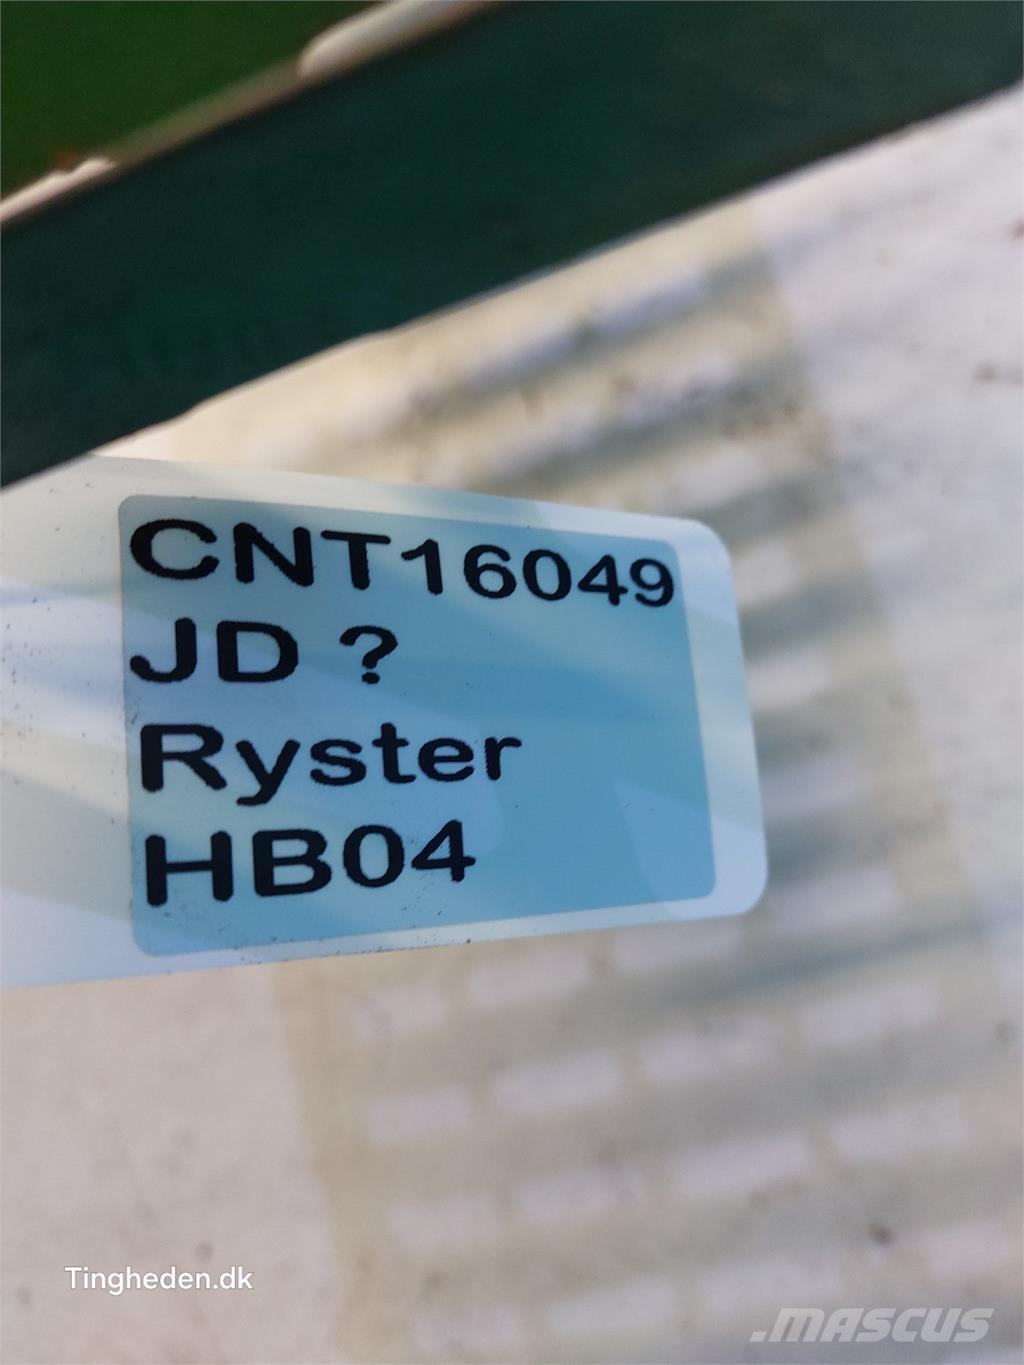 CNT16049
JD ?
Ryster
HB04
Tingheden.dk
.MASCUS